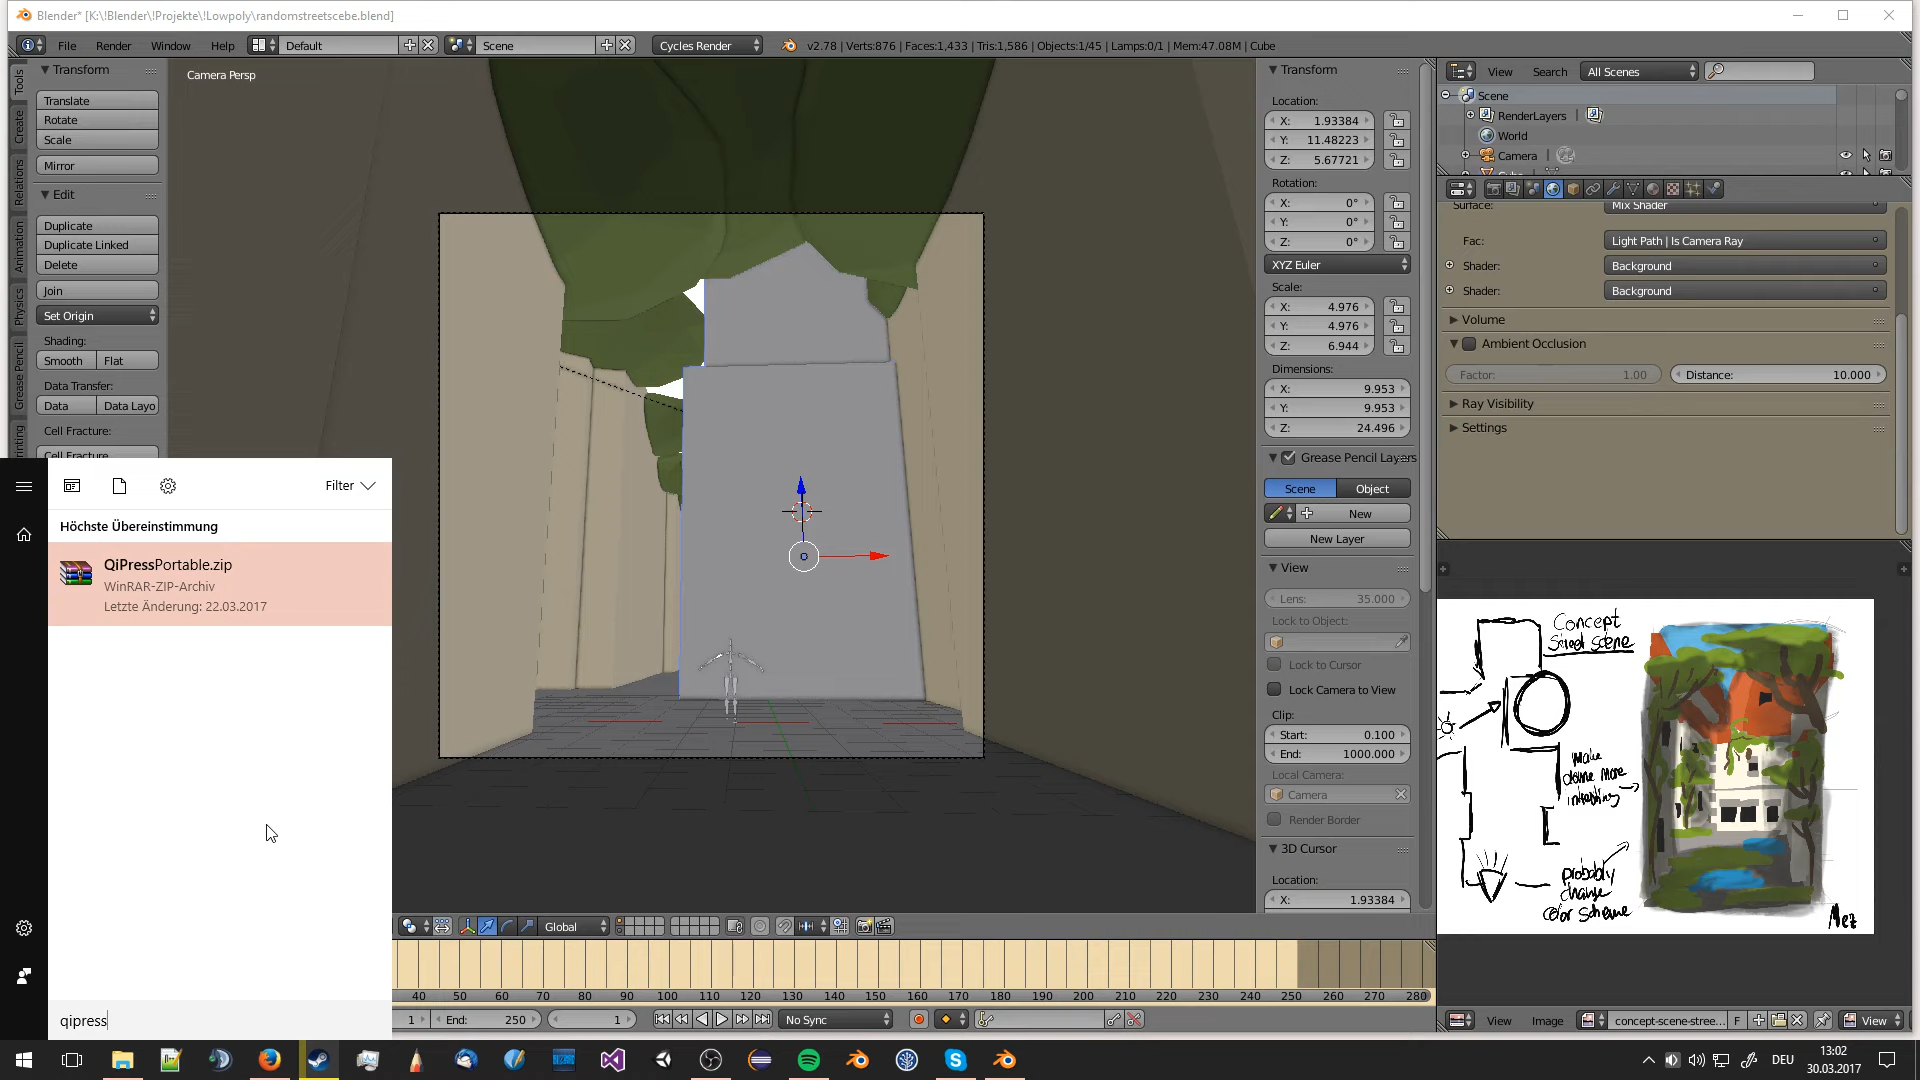 Blender* [K:\!Blender\!Projekte\!Lowpoly\randomstreetscebe.blend]
File Render Window Help Default Scene Cycles Render v2.78 | Verts:876 | Faces:1,433 | Tris:1,586 | Objects:1/45 | Lamps:0/1 | Mem:47.08M | Cube
Tools
Create
Relations
Animation
Physics
Grease Pencil
Transform
Translate
Rotate
Scale
Mirror
Edit
Duplicate
Duplicate Linked
Delete
Join
Set Origin
Shading:
Smooth Flat
Data Transfer:
Data Data Layo
Cell Fracture:
Cell Fracture
Camera Persp
Filter
Höchste Übereinstimmung
QiPressPortable.zip
WinRAR-ZIP-Archiv
Letzte Änderung: 22.03.2017
qipress
Transform
Location:
X: 1.93384
Y: 11.48223
Z: 5.67721
Rotation:
X: 0°
Y: 0°
Z: 0°
XYZ Euler
Scale:
X: 4.976
Y: 4.976
Z: 6.944
Dimensions:
X: 9.953
Y: 9.953
Z: 24.496
Grease Pencil Layers
Scene Object
New
New Layer
View
Lens: 35.000
Lock to Object:
Lock to Cursor
Lock Camera to View
Clip:
Start: 0.100
End: 1000.000
Local Camera:
Camera
Render Border
3D Cursor
Location:
X: 1.93384
View Search All Scenes
Scene
RenderLayers
World
Camera
Surface: Mix Shader
Fac: Light Path | Is Camera Ray
Shader: Background
Shader: Background
Volume
Ambient Occlusion
Factor: 1.00 Distance: 10.000
Ray Visibility
Settings
Concept
Street Scene
make
dome more
interesting
probably
change
color scheme
Mez
Global
40 50 60 70 80 90 100 110 120 130 140 150 160 170 180 190 200 210 220 230 240 250 260 270 280
1 End: 250 1 No Sync
View Image concept-scene-stree... F View
DEU
13:02
30.03.2017